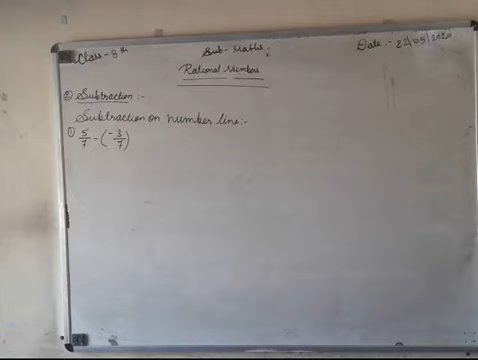 Class - 8th Sub - Maths:- Date :- 22/05/2020
Rational Numbers
② Subtraction :-
Subtraction on number line:-
① 5/7 - (-3/7)